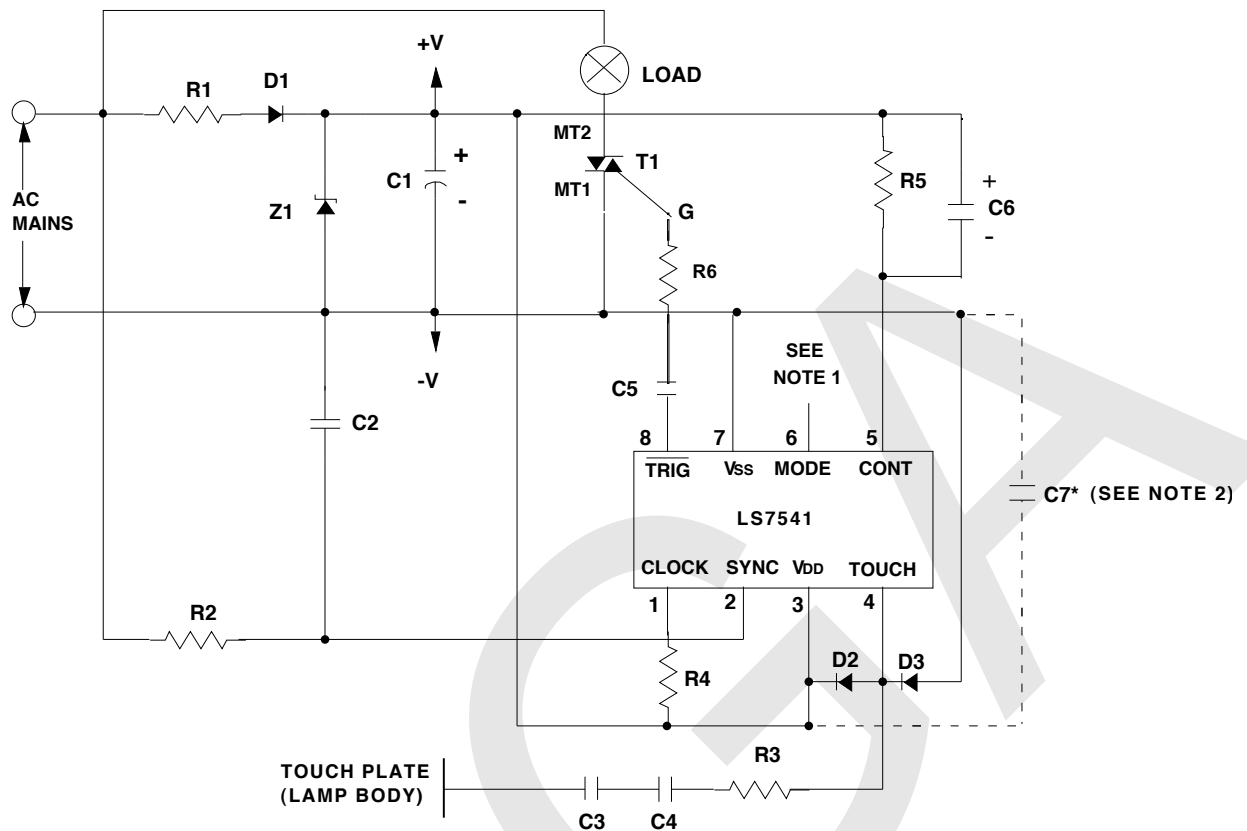 +V
LOAD
R1
D1
MT2
T1
MT1
AC
MAINS
Z1
C1
+
-
G
R5
+
C6
-
R6
-V
SEE
NOTE 1
C5
C2
8
7
6
5
TRIG
VSS
MODE
CONT
C7* (SEE NOTE 2)
LS7541
CLOCK
SYNC
VDD
TOUCH
1
2
3
4
R2
R4
D2
D3
TOUCH PLATE
(LAMP BODY)
R3
C3
C4
GA